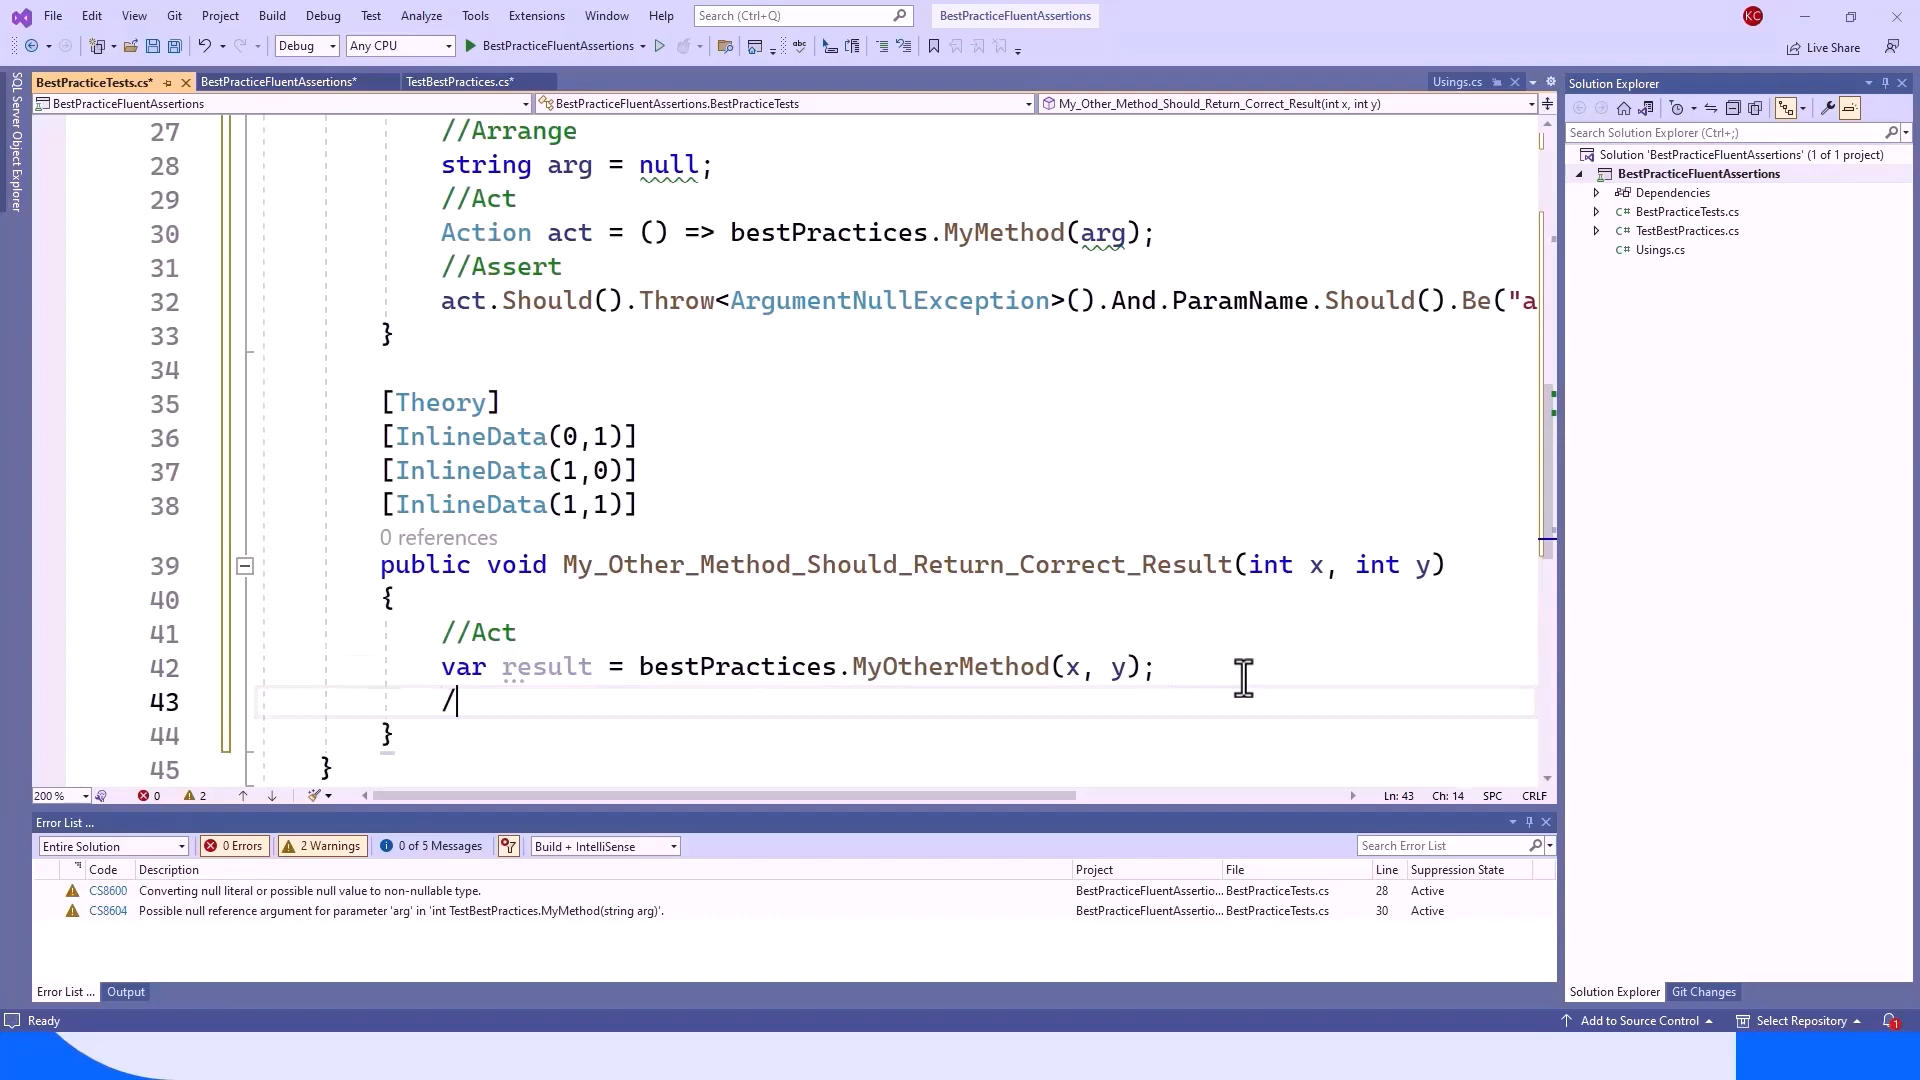 File Edit View Git Project Build Debug Test Analyze Tools Extensions Window Help Search (Ctrl+Q) BestPracticeFluentAssertions KC
Debug Any CPU BestPracticeFluentAssertions Live Share
SQL Server Object Explorer
BestPracticeTests.cs* BestPracticeFluentAssertions* TestBestPractices.cs* Usings.cs
BestPracticeFluentAssertions BestPracticeFluentAssertions.BestPracticeTests My_Other_Method_Should_Return_Correct_Result(int x, int y)
27 //Arrange
28 string arg = null;
29 //Act
30 Action act = () => bestPractices.MyMethod(arg);
31 //Assert
32 act.Should().Throw<ArgumentNullException>().And.ParamName.Should().Be("a
33 }
34
35 [Theory]
36 [InlineData(0,1)]
37 [InlineData(1,0)]
38 [InlineData(1,1)]
0 references
39 public void My_Other_Method_Should_Return_Correct_Result(int x, int y)
40 {
41 //Act
42 var result = bestPractices.MyOtherMethod(x, y);
43 /
44 }
45 }
200 % 0 2 Ln: 43 Ch: 14 SPC CRLF
Error List ...
Entire Solution 0 Errors 2 Warnings 0 of 5 Messages Build + IntelliSense Search Error List
Code Description Project File Line Suppression State
CS8600 Converting null literal or possible null value to non-nullable type. BestPracticeFluentAssertio... BestPracticeTests.cs 28 Active
CS8604 Possible null reference argument for parameter 'arg' in 'int TestBestPractices.MyMethod(string arg)'. BestPracticeFluentAssertio... BestPracticeTests.cs 30 Active
Error List ... Output
Solution Explorer
Search Solution Explorer (Ctrl+;)
Solution 'BestPracticeFluentAssertions' (1 of 1 project)
BestPracticeFluentAssertions
Dependencies
C# BestPracticeTests.cs
C# TestBestPractices.cs
C# Usings.cs
Solution Explorer Git Changes
Ready Add to Source Control Select Repository 1